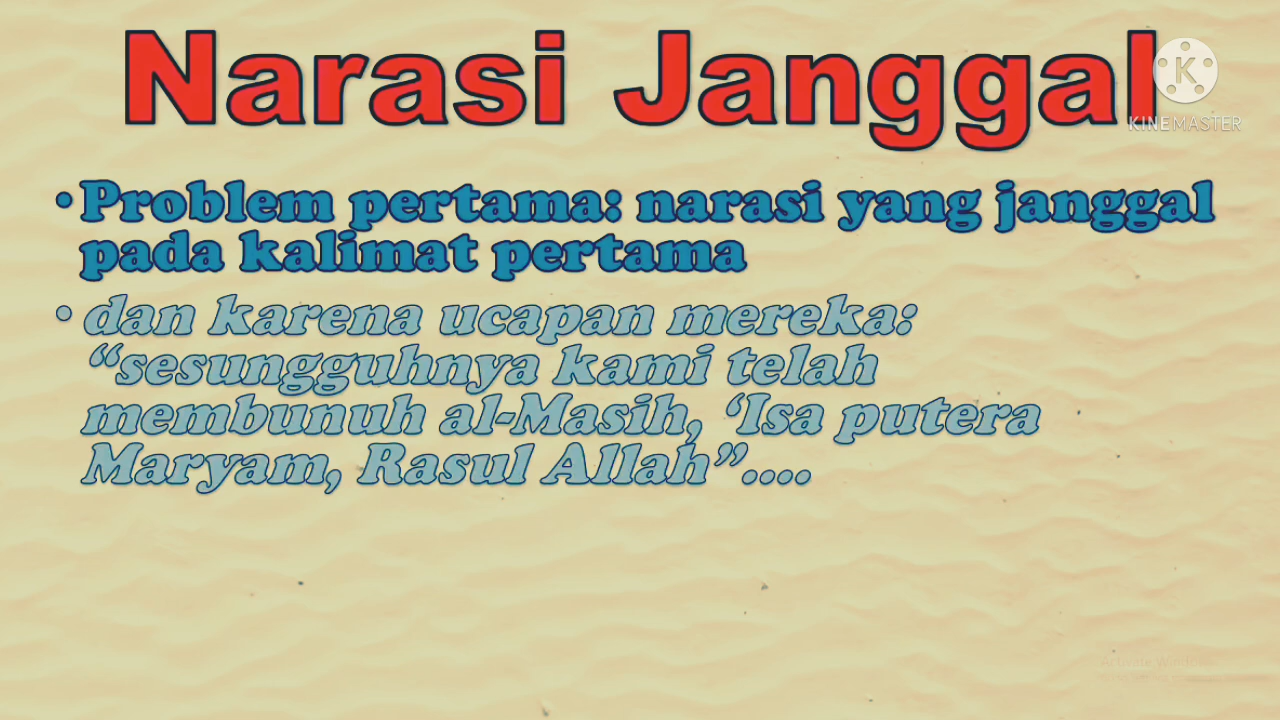 Narasi Janggal
K
KINEMASTER
• Problem pertama: narasi yang janggal
pada kalimat pertama
• dan karena ucapan mereka:
“sesungguhnya kami telah
membunuh al-Masih, ‘Isa putera
Maryam, Rasul Allah”....